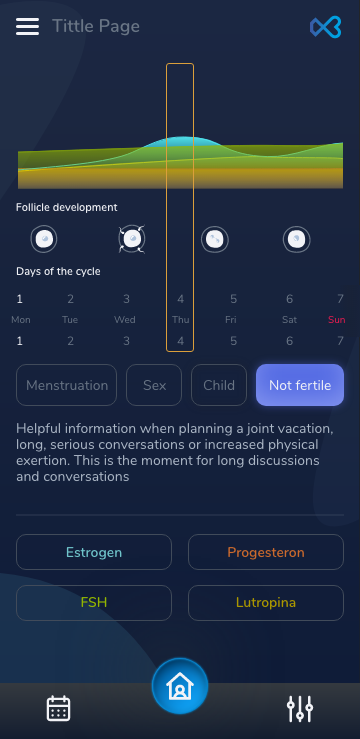 Tittle Page
Follicle development
Days of the cycle
1 2 3 4 5 6 7
Mon Tue Wed Thu Fri Sat Sun
1 2 3 4 5 6 7
Menstruation Sex Child Not fertile
Helpful information when planning a joint vacation,
long, serious conversations or increased physical
exertion. This is the moment for long discussions
and conversations
Estrogen Progesteron
FSH Lutropina